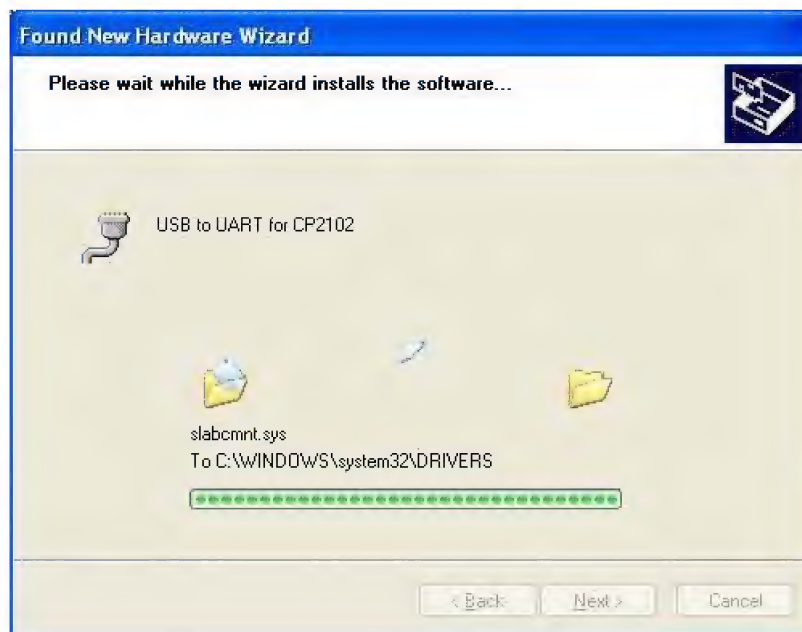 Found New Hardware Wizard
Please wait while the wizard installs the software...
USB to UART for CP2102
slabcmnt.sys
To C:\WINDOWS\system32\DRIVERS
< Back Next > Cancel